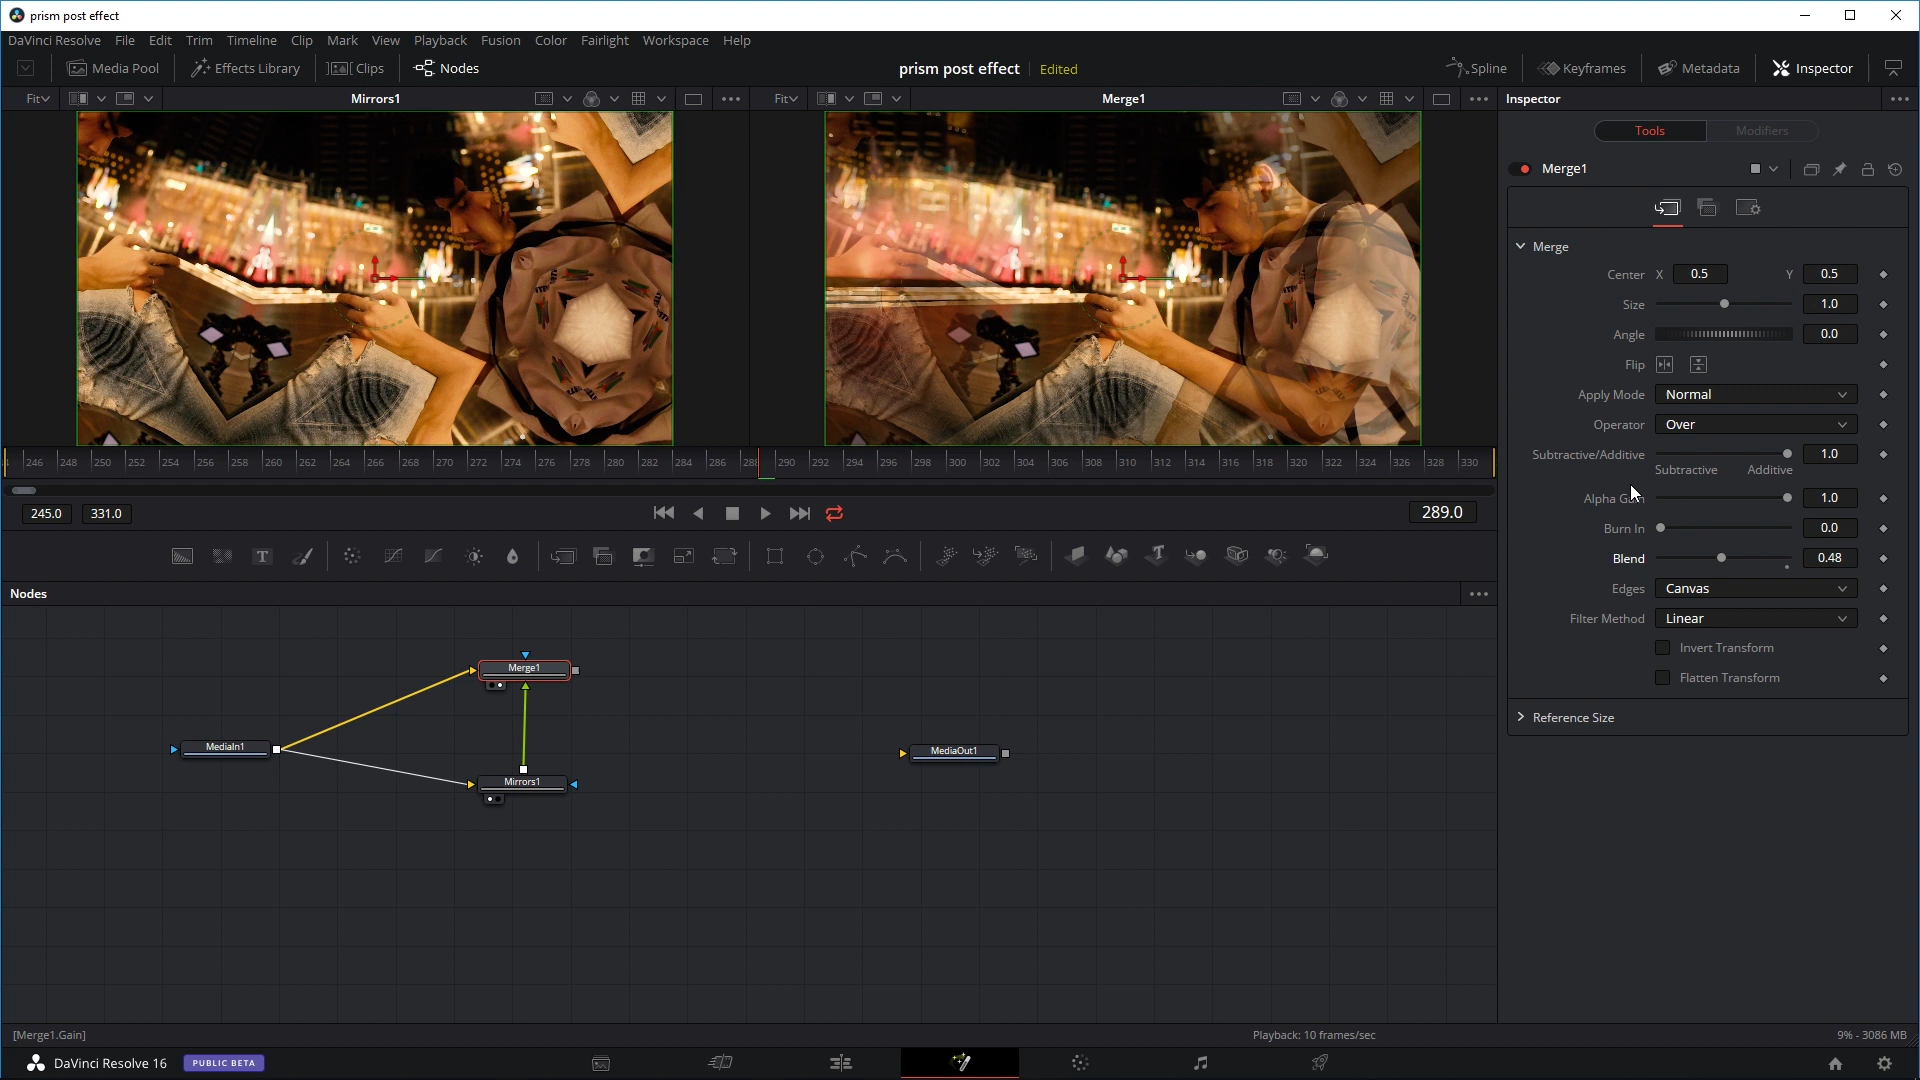 prism post effect
DaVinci Resolve File Edit Trim Timeline Clip Mark View Playback Fusion Color Fairlight Workspace Help
Media Pool Effects Library Clips Nodes prism post effect Edited Spline Keyframes Metadata Inspector
Fit Mirrors1 Fit Merge1 Inspector
Tools Modifiers
Merge1
Merge
Center X 0.5 Y 0.5
Size 1.0
Angle 0.0
Flip
Apply Mode Normal
Operator Over
Subtractive/Additive 1.0
Subtractive Additive
Alpha Gain 1.0
Burn In 0.0
Blend 0.48
Edges Canvas
Filter Method Linear
Invert Transform
Flatten Transform
Reference Size
246 248 250 252 254 256 258 260 262 264 266 268 270 272 274 276 278 280 282 284 286 288 290 292 294 296 298 300 302 304 306 308 310 312 314 316 318 320 322 324 326 328 330
245.0 331.0 289.0
T
Nodes
Merge1
MediaIn1
MediaOut1
Mirrors1
[Merge1.Gain] Playback: 10 frames/sec 9% - 3086 MB
DaVinci Resolve 16 PUBLIC BETA